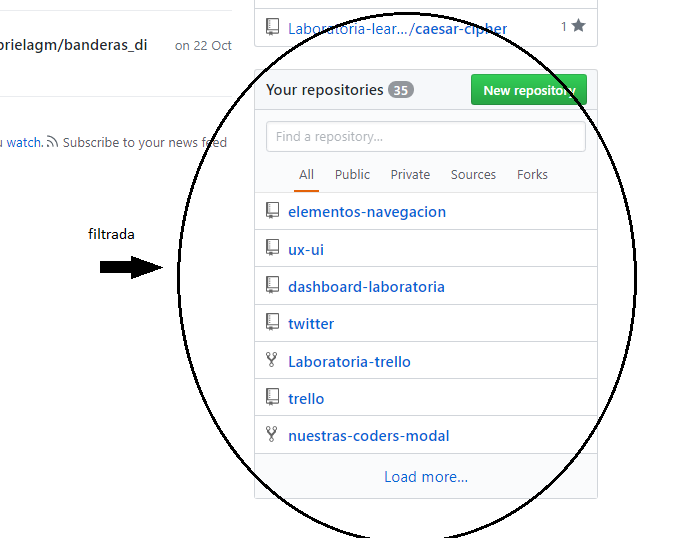 Laboratoria-lear.../caesar-cipher 1
brielagm/banderas_di on 22 Oct
Your repositories 35 New repository
Find a repository...
watch. Subscribe to your news feed
All Public Private Sources Forks
elementos-navegacion
filtrada
ux-ui
dashboard-laboratoria
twitter
Laboratoria-trello
trello
nuestras-coders-modal
Load more...